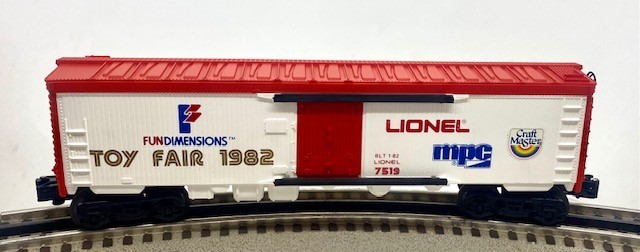 FUNDIMENSIONS™
TOY FAIR 1982
LIONEL
BLT 1-82
LIONEL
7519
mpc
Craft
Master